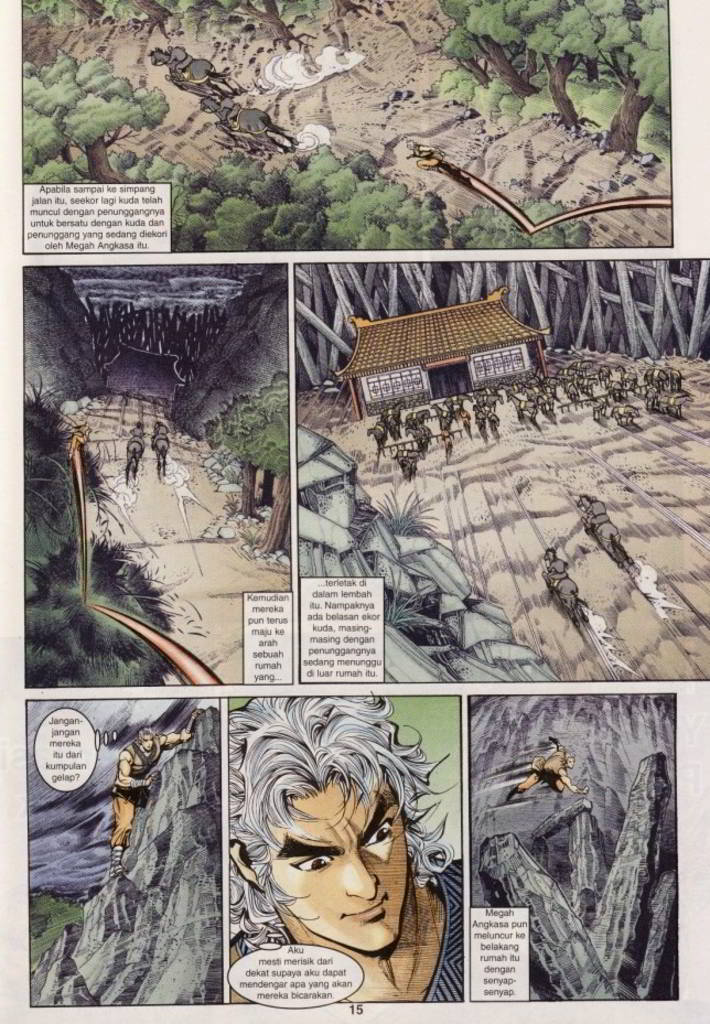 Apabila sampai ke simpang
jalan itu, seekor lagi kuda telah
muncul dengan penunggangnya
untuk bersatu dengan kuda dan
penunggang yang sedang diekori
oleh Megah Angkasa itu.
Kemudian
mereka
pun terus
maju ke
arah
sebuah
rumah
yang...
...terletak di
dalam lembah
itu. Nampaknya
ada belasan ekor
kuda, masing-
masing dengan
penunggangnya
sedang menunggu
di luar rumah itu.
Jangan-
jangan
mereka
itu dari
kumpulan
gelap?
Aku
mesti merisik dari
dekat supaya aku dapat
mendengar apa yang akan
mereka bicarakan.
Megah
Angkasa pun
meluncur ke
belakang
rumah itu
dengan
senyap-
senyap.
15